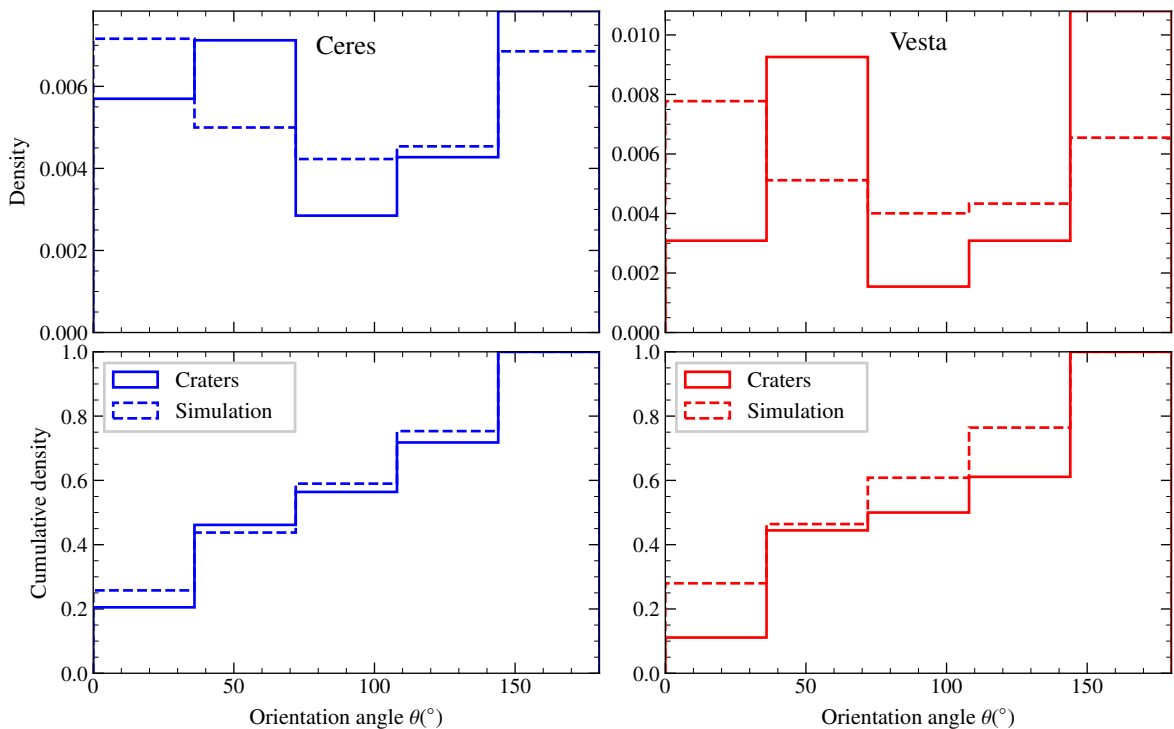 Ceres
Vesta
Density
0.006
0.004
0.002
0.000
0.010
0.008
0.006
0.004
0.002
0.000
Cumulative density
1.0
0.8
0.6
0.4
0.2
0.0
Craters
Simulation
1.0
0.8
0.6
0.4
0.2
0.0
Craters
Simulation
0 50 100 150
0 50 100 150
Orientation angle θ(°)
Orientation angle θ(°)